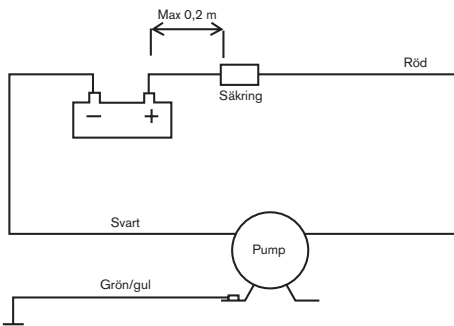 Max 0,2 m
Röd
Säkring
− +
Svart
Pump
Grön/gul